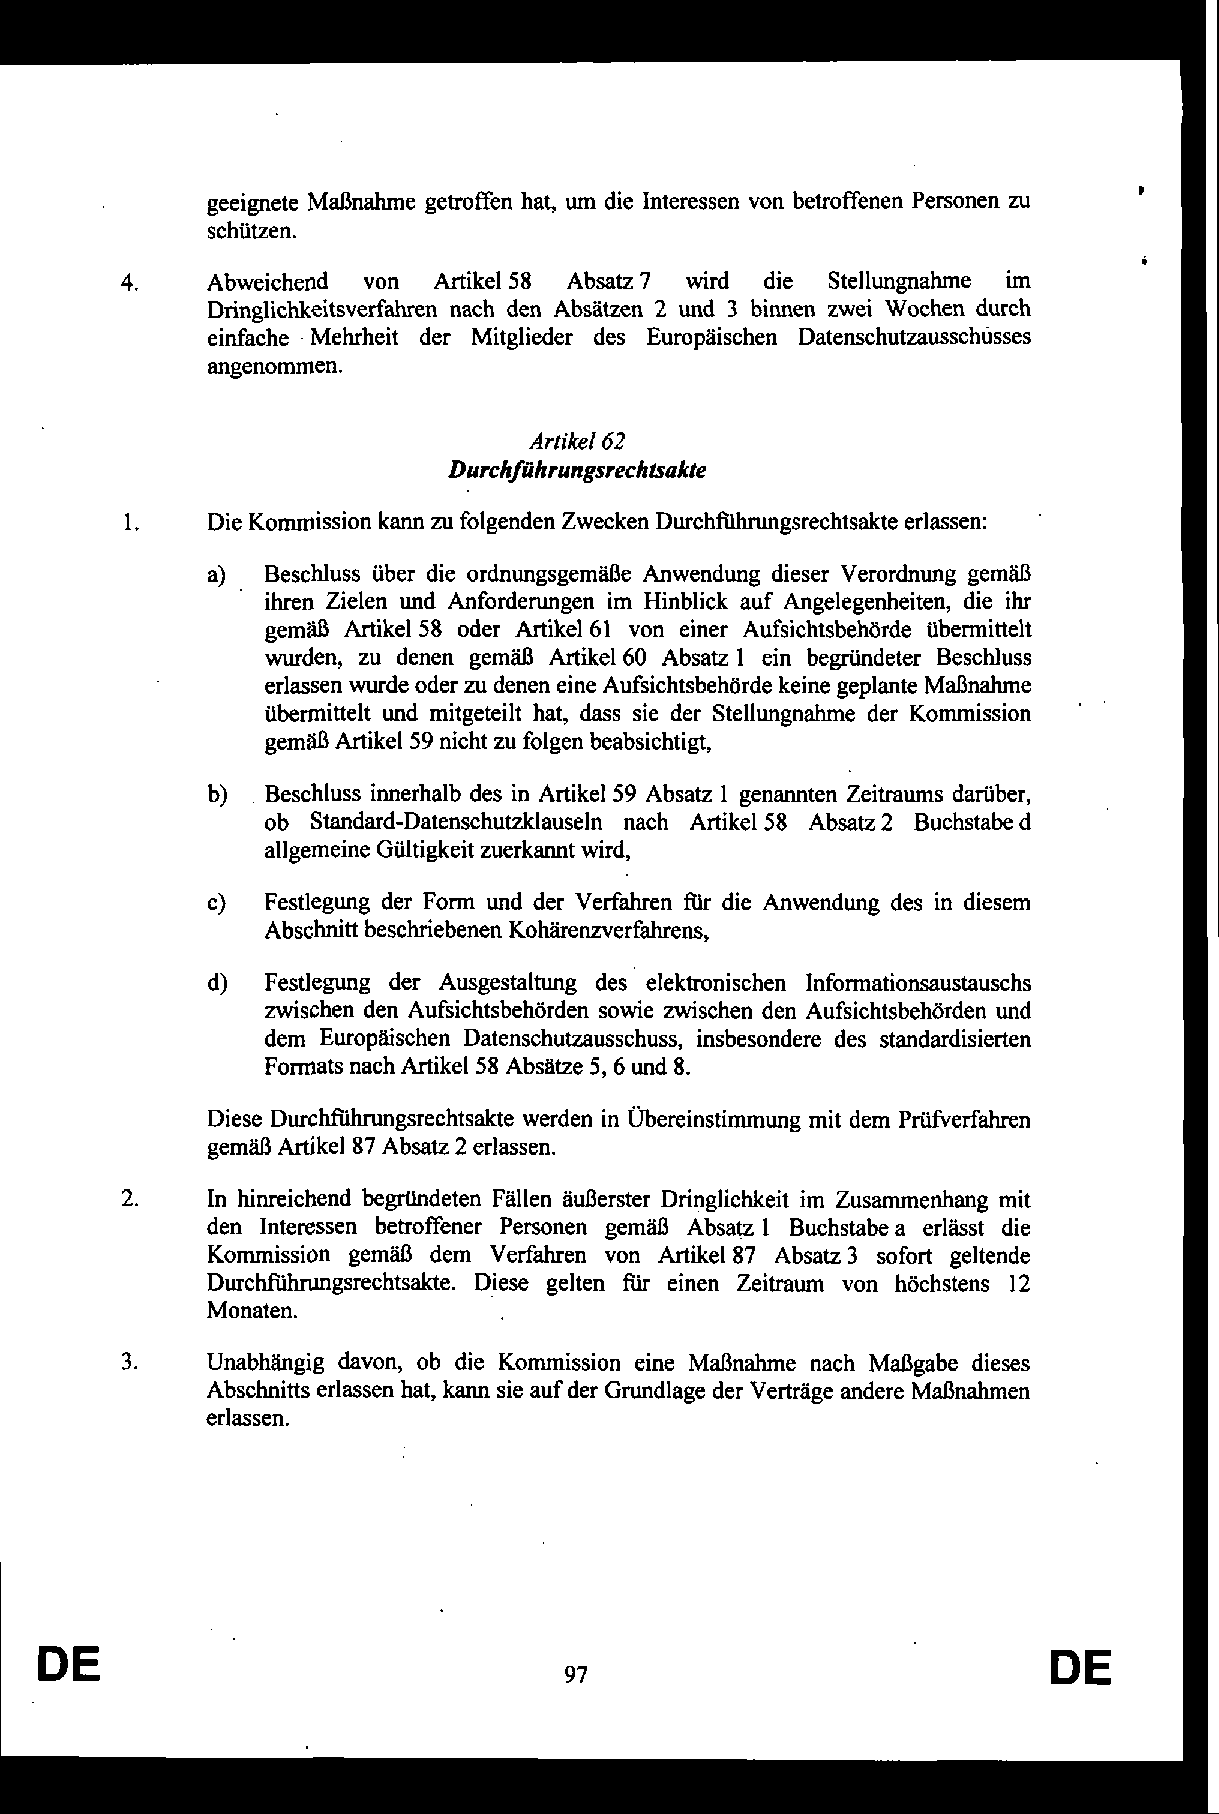 geeignete Maßnahme getroffen hat, um die Interessen von betroffenen Personen zu
schützen.
4. Abweichend von Artikel 58 Absatz 7 wird die Stellungnahme im
Dringlichkeitsverfahren nach den Absätzen 2 und 3 binnen zwei Wochen durch
einfache Mehrheit der Mitglieder des Europäischen Datenschutzausschusses
angenommen.
Artikel 62
Durchführungsrechtsakte
1. Die Kommission kann zu folgenden Zwecken Durchführungsrechtsakte erlassen:
a) Beschluss über die ordnungsgemäße Anwendung dieser Verordnung gemäß
ihren Zielen und Anforderungen im Hinblick auf Angelegenheiten, die ihr
gemäß Artikel 58 oder Artikel 61 von einer Aufsichtsbehörde übermittelt
wurden, zu denen gemäß Artikel 60 Absatz 1 ein begründeter Beschluss
erlassen wurde oder zu denen eine Aufsichtsbehörde keine geplante Maßnahme
übermittelt und mitgeteilt hat, dass sie der Stellungnahme der Kommission
gemäß Artikel 59 nicht zu folgen beabsichtigt,
b) Beschluss innerhalb des in Artikel 59 Absatz 1 genannten Zeitraums darüber,
ob Standard-Datenschutzklauseln nach Artikel 58 Absatz 2 Buchstabe d
allgemeine Gültigkeit zuerkannt wird,
c) Festlegung der Form und der Verfahren für die Anwendung des in diesem
Abschnitt beschriebenen Kohärenzverfahrens,
d) Festlegung der Ausgestaltung des elektronischen Informationsaustauschs
zwischen den Aufsichtsbehörden sowie zwischen den Aufsichtsbehörden und
dem Europäischen Datenschutzausschuss, insbesondere des standardisierten
Formats nach Artikel 58 Absätze 5, 6 und 8.
Diese Durchführungsrechtsakte werden in Übereinstimmung mit dem Prüfverfahren
gemäß Artikel 87 Absatz 2 erlassen.
2. In hinreichend begründeten Fällen äußerster Dringlichkeit im Zusammenhang mit
den Interessen betroffener Personen gemäß Absatz 1 Buchstabe a erlässt die
Kommission gemäß dem Verfahren von Artikel 87 Absatz 3 sofort geltende
Durchführungsrechtsakte. Diese gelten für einen Zeitraum von höchstens 12
Monaten.
3. Unabhängig davon, ob die Kommission eine Maßnahme nach Maßgabe dieses
Abschnitts erlassen hat, kann sie auf der Grundlage der Verträge andere Maßnahmen
erlassen.
DE 97 DE